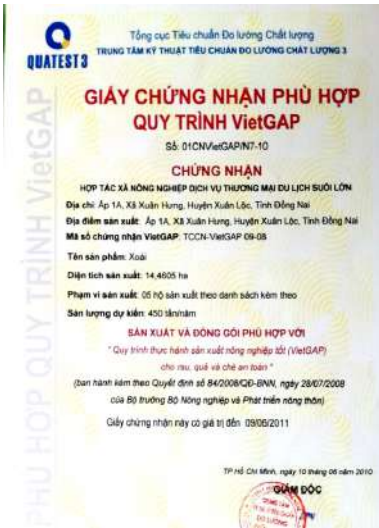 QUATEST3
Tổng cục Tiêu chuẩn Đo lường Chất lượng
TRUNG TÂM KỸ THUẬT TIÊU CHUẨN ĐO LƯỜNG CHẤT LƯỢNG 3
GIẤY CHỨNG NHẬN PHÙ HỢP
QUY TRÌNH VietGAP
Số: 01CNVietGAP/N7-10
CHỨNG NHẬN
HỢP TÁC XÃ NÔNG NGHIỆP DỊCH VỤ THƯƠNG MẠI DU LỊCH SUỐI LỚN
Địa chỉ: Ấp 1A, Xã Xuân Hưng, Huyện Xuân Lộc, Tỉnh Đồng Nai
Địa điểm sản xuất: Ấp 1A, Xã Xuân Hưng, Huyện Xuân Lộc, Tỉnh Đồng Nai
Mã số chứng nhận VietGAP: TCCN-VietGAP 09-08
Tên sản phẩm: Xoài
Diện tích sản xuất: 14,4605 ha
Phạm vi sản xuất: 05 hộ sản xuất theo danh sách kèm theo
Sản lượng dự kiến: 450 tấn/năm
SẢN XUẤT VÀ ĐÓNG GÓI PHÙ HỢP VỚI
" Quy trình thực hành sản xuất nông nghiệp tốt (VietGAP)
cho rau, quả và chè an toàn "
(ban hành kèm theo Quyết định số 84/2008/QĐ-BNN, ngày 28/07/2008
của Bộ trưởng Bộ Nông nghiệp và Phát triển nông thôn)
Giấy chứng nhận này có giá trị đến 09/06/2011
TP Hồ Chí Minh, ngày 10 tháng 06 năm 2010
GIÁM ĐỐC
PHÙ HỢP QUY TRÌNH VietGAP